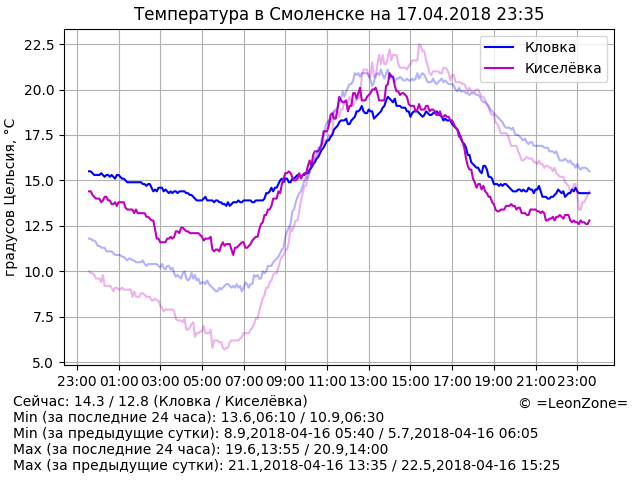 Температура в Смоленске на 17.04.2018 23:35
градусов Цельсия, °C
22.5
20.0
17.5
15.0
12.5
10.0
7.5
5.0
Кловка
Киселёвка
23:00 01:00 03:00 05:00 07:00 09:00 11:00 13:00 15:00 17:00 19:00 21:00 23:00
Сейчас: 14.3 / 12.8 (Кловка / Киселёвка)
© =LeonZone=
Min (за последние 24 часа): 13.6,06:10 / 10.9,06:30
Min (за предыдущие сутки): 8.9,2018-04-16 05:40 / 5.7,2018-04-16 06:05
Max (за последние 24 часа): 19.6,13:55 / 20.9,14:00
Max (за предыдущие сутки): 21.1,2018-04-16 13:35 / 22.5,2018-04-16 15:25